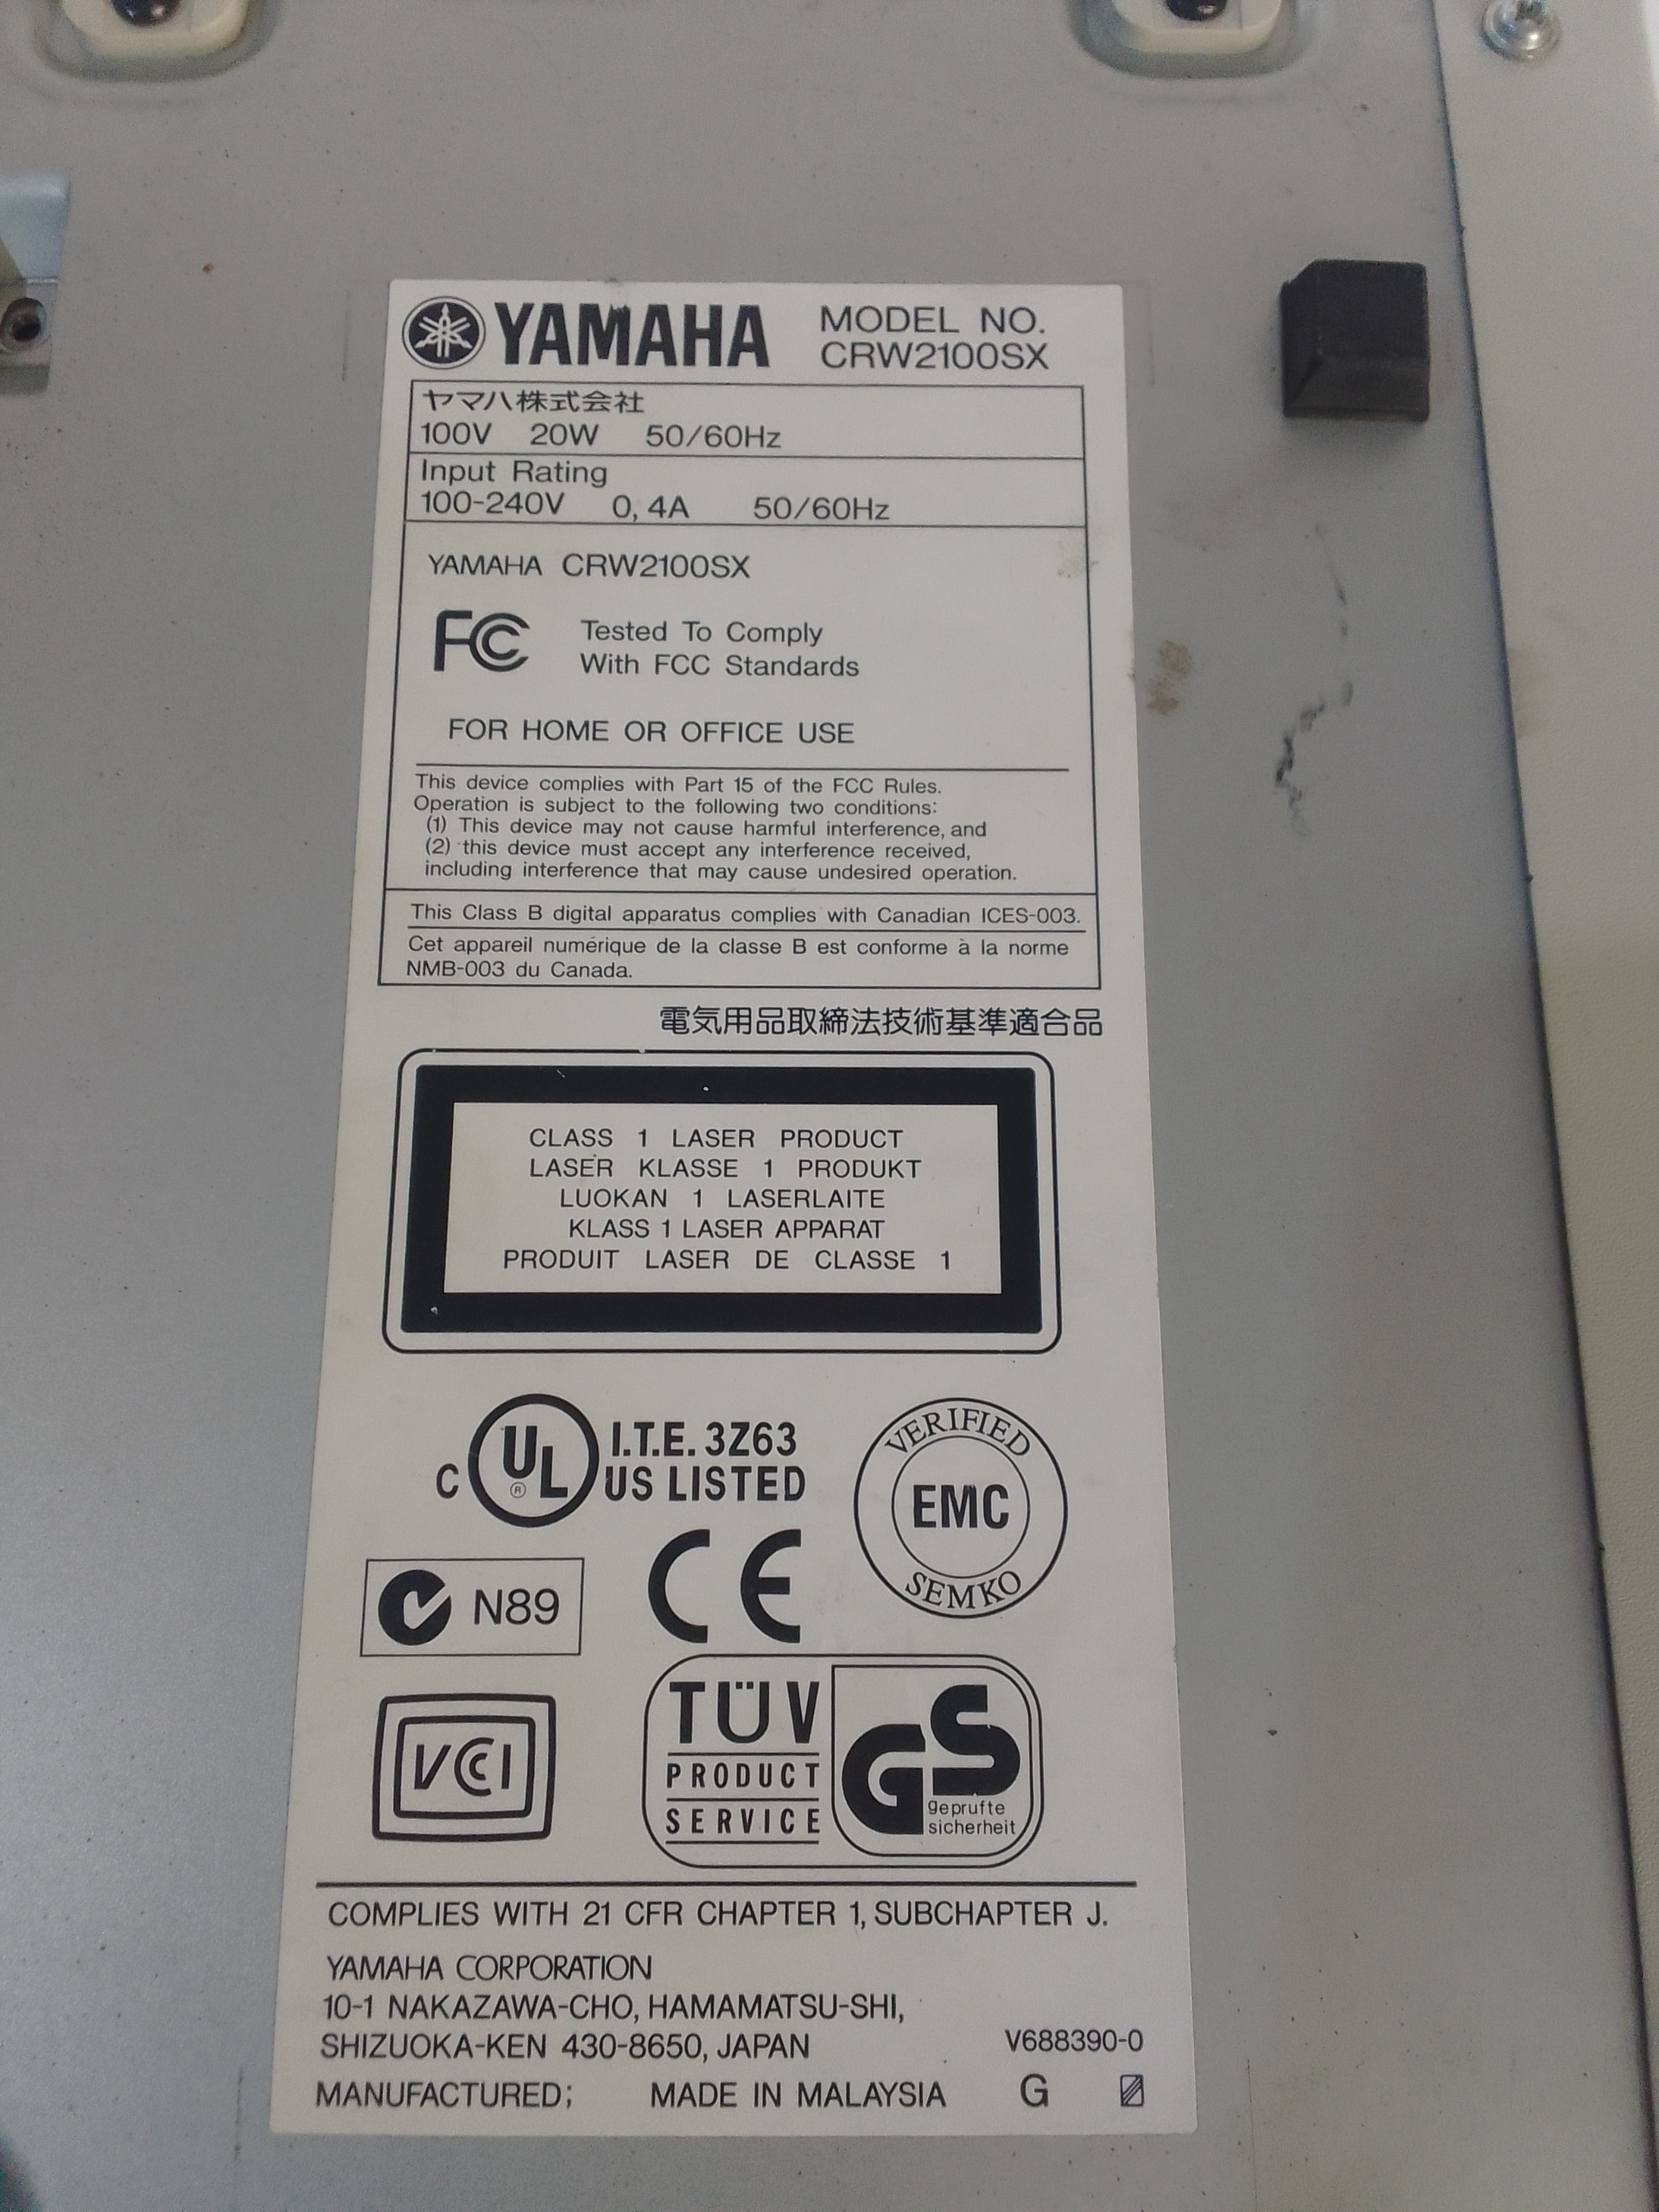 YAMAHA
MODEL NO.
CRW2100SX
ヤマハ株式会社
100V 20W 50/60Hz
Input Rating
100-240V 0,4A 50/60Hz
YAMAHA CRW2100SX
FC
Tested To Comply
With FCC Standards
FOR HOME OR OFFICE USE
This device complies with Part 15 of the FCC Rules.
Operation is subject to the following two conditions:
(1) This device may not cause harmful interference, and
(2) this device must accept any interference received,
including interference that may cause undesired operation.
This Class B digital apparatus complies with Canadian ICES-003.
Cet appareil numérique de la classe B est conforme à la norme
NMB-003 du Canada.
電気用品取締法技術基準適合品
CLASS 1 LASER PRODUCT
LASER KLASSE 1 PRODUKT
LUOKAN 1 LASERLAITE
KLASS 1 LASER APPARAT
PRODUIT LASER DE CLASSE 1
C UL ® I.T.E. 3Z63
US LISTED
VERIFIED
EMC
SEMKO
N89
CE
VCCI
TÜV
PRODUCT
SERVICE
GS
geprufte
sicherheit
COMPLIES WITH 21 CFR CHAPTER 1, SUBCHAPTER J.
YAMAHA CORPORATION
10-1 NAKAZAWA-CHO, HAMAMATSU-SHI,
SHIZUOKA-KEN 430-8650, JAPAN V688390-0
MANUFACTURED; MADE IN MALAYSIA G